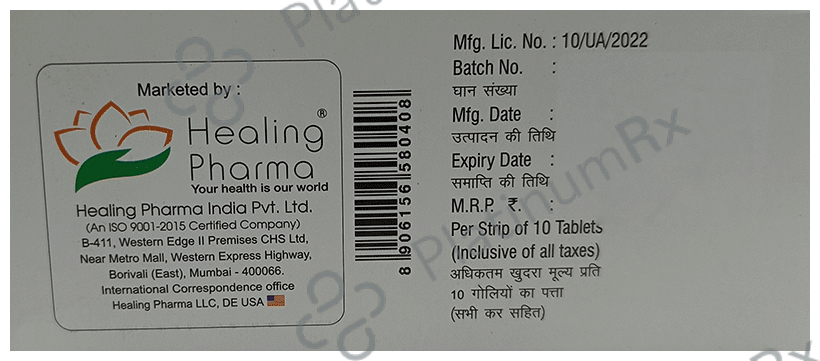 Marketed by :
Healing ®
Pharma
Your health is our world
Healing Pharma India Pvt. Ltd.
(An ISO 9001-2015 Certified Company)
B-411, Western Edge II Premises CHS Ltd,
Near Metro Mall, Western Express Highway,
Borivali (East), Mumbai - 400066.
International Correspondence office
Healing Pharma LLC, DE USA
8 906156 580408
Mfg. Lic. No. : 10/UA/2022
Batch No. :
घान संख्या
Mfg. Date :
उत्पादन की तिथि
Expiry Date :
समाप्ति की तिथि
M.R.P. ₹. :
Per Strip of 10 Tablets
(Inclusive of all taxes)
अधिकतम खुदरा मूल्य प्रति
10 गोलियों का पत्ता
(सभी कर सहित)
PlatinumRx